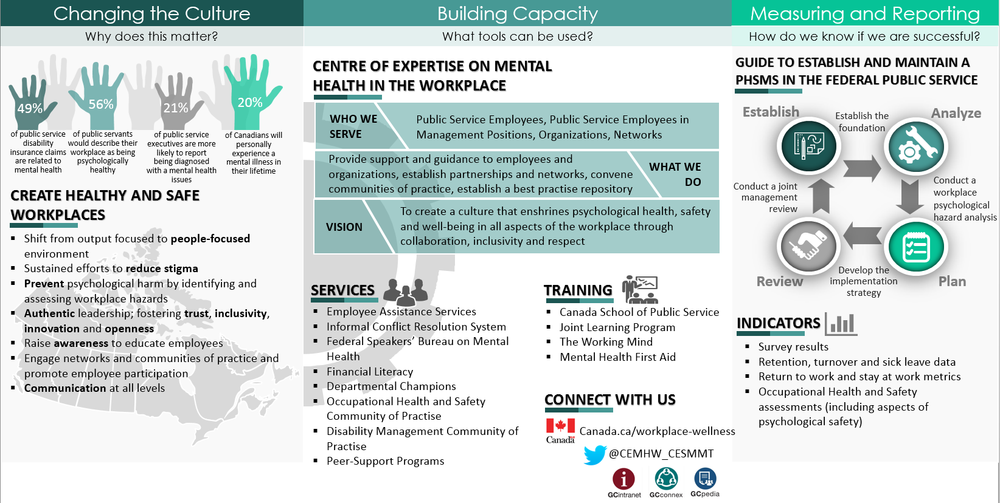 Changing the Culture
Why does this matter?
49%
56%
21%
20%
of public service
disability
insurance claims
are related to
mental health
of public servants
would describe their
workplace as being
psychologically
healthy
of public service
executives are more
likely to report
being diagnosed
with a mental health
issues
of Canadians will
personally
experience a
mental illness in
their lifetime
CREATE HEALTHY AND SAFE
WORKPLACES
▪ Shift from output focused to people-focused
environment
▪ Sustained efforts to reduce stigma
▪ Prevent psychological harm by identifying and
assessing workplace hazards
▪ Authentic leadership; fostering trust, inclusivity,
innovation and openness
▪ Raise awareness to educate employees
▪ Engage networks and communities of practice and
promote employee participation
▪ Communication at all levels
Building Capacity
What tools can be used?
CENTRE OF EXPERTISE ON MENTAL
HEALTH IN THE WORKPLACE
WHO WE
SERVE
Public Service Employees, Public Service Employees in
Management Positions, Organizations, Networks
Provide support and guidance to employees and
organizations, establish partnerships and networks, convene
communities of practice, establish a best practise repository
WHAT WE
DO
VISION
To create a culture that enshrines psychological health, safety
and well-being in all aspects of the workplace through
collaboration, inclusivity and respect
SERVICES
▪ Employee Assistance Services
▪ Informal Conflict Resolution System
▪ Federal Speakers’ Bureau on Mental
Health
▪ Financial Literacy
▪ Departmental Champions
▪ Occupational Health and Safety
Community of Practise
▪ Disability Management Community of
Practise
▪ Peer-Support Programs
TRAINING
▪ Canada School of Public Service
▪ Joint Learning Program
▪ The Working Mind
▪ Mental Health First Aid
CONNECT WITH US
Canada
Canada.ca/workplace-wellness
@CEMHW_CESMMT
GCintranet
GCconnex
GCpedia
Measuring and Reporting
How do we know if we are successful?
GUIDE TO ESTABLISH AND MAINTAIN A
PHSMS IN THE FEDERAL PUBLIC SERVICE
Establish
Establish the
foundation
Analyze
Conduct a
workplace
psychological
hazard analysis
Plan
Develop the
implementation
strategy
Review
Conduct a joint
management
review
INDICATORS
▪ Survey results
▪ Retention, turnover and sick leave data
▪ Return to work and stay at work metrics
▪ Occupational Health and Safety
assessments (including aspects of
psychological safety)